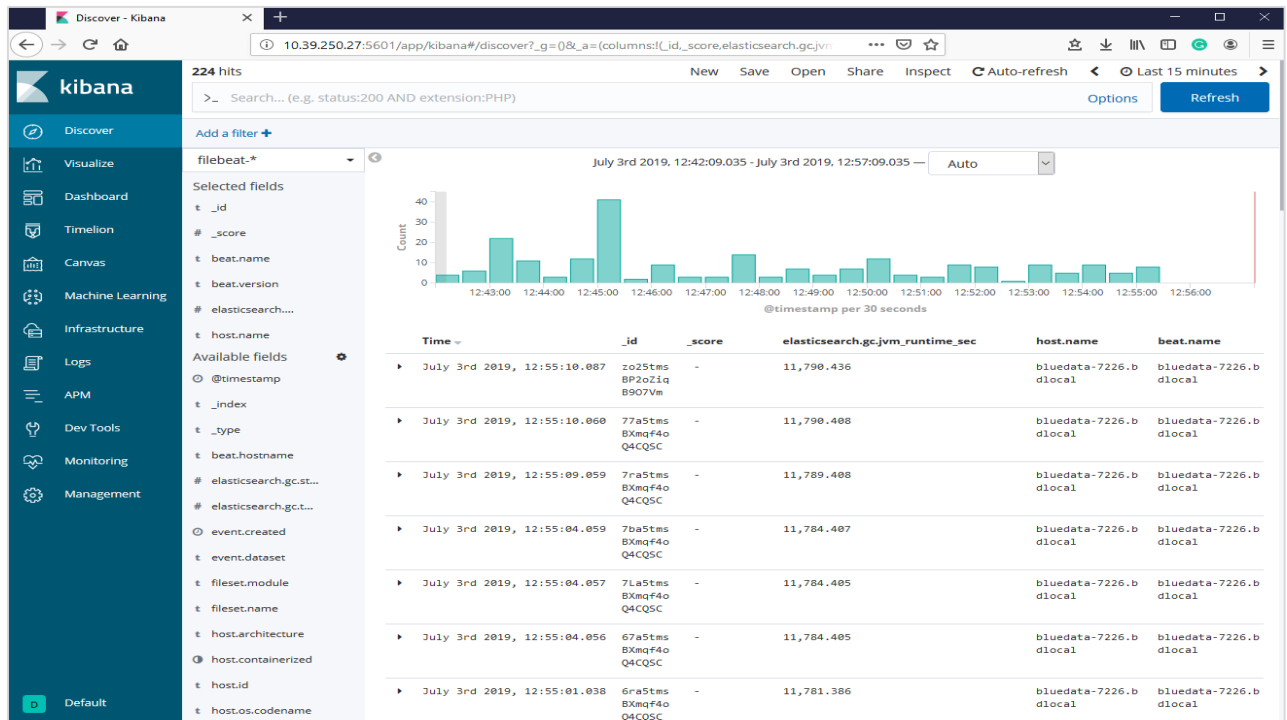 Discover - Kibana
10.39.250.27:5601/app/kibana#/discover?_g=()&_a=(columns:!(_id,_score,elasticsearch.gc.jvm
kibana
Discover
Visualize
Dashboard
Timelion
Canvas
Machine Learning
Infrastructure
Logs
APM
Dev Tools
Monitoring
Management
D Default
224 hits
New Save Open Share Inspect Auto-refresh Last 15 minutes
>_ Search... (e.g. status:200 AND extension:PHP) Options Refresh
Add a filter +
filebeat-*
Selected fields
t _id
# _score
t beat.name
t beat.version
# elasticsearch....
t host.name
Available fields
@timestamp
t _index
t _type
t beat.hostname
# elasticsearch.gc.st...
# elasticsearch.gc.t...
event.created
t event.dataset
t fileset.module
t fileset.name
t host.architecture
host.containerized
t host.id
t host.os.codename
July 3rd 2019, 12:42:09.035 - July 3rd 2019, 12:57:09.035 — Auto
Count
40
30
20
10
0
12:43:00 12:44:00 12:45:00 12:46:00 12:47:00 12:48:00 12:49:00 12:50:00 12:51:00 12:52:00 12:53:00 12:54:00 12:55:00 12:56:00
@timestamp per 30 seconds
Time _id _score elasticsearch.gc.jvm_runtime_sec host.name beat.name
July 3rd 2019, 12:55:10.087 zo25tms - 11,790.436 bluedata-7226.b bluedata-7226.b
BP2oZiq dlocal dlocal
B9O7Vm
July 3rd 2019, 12:55:10.060 77a5tms - 11,790.408 bluedata-7226.b bluedata-7226.b
BXmqf4o dlocal dlocal
Q4CQSC
July 3rd 2019, 12:55:09.059 7ra5tms - 11,789.408 bluedata-7226.b bluedata-7226.b
BXmqf4o dlocal dlocal
Q4CQSC
July 3rd 2019, 12:55:04.059 7ba5tms - 11,784.407 bluedata-7226.b bluedata-7226.b
BXmqf4o dlocal dlocal
Q4CQSC
July 3rd 2019, 12:55:04.057 7La5tms - 11,784.405 bluedata-7226.b bluedata-7226.b
BXmqf4o dlocal dlocal
Q4CQSC
July 3rd 2019, 12:55:04.056 67a5tms - 11,784.405 bluedata-7226.b bluedata-7226.b
BXmqf4o dlocal dlocal
Q4CQSC
July 3rd 2019, 12:55:01.038 6ra5tms - 11,781.386 bluedata-7226.b bluedata-7226.b
BXmqf4o dlocal dlocal
Q4CQSC